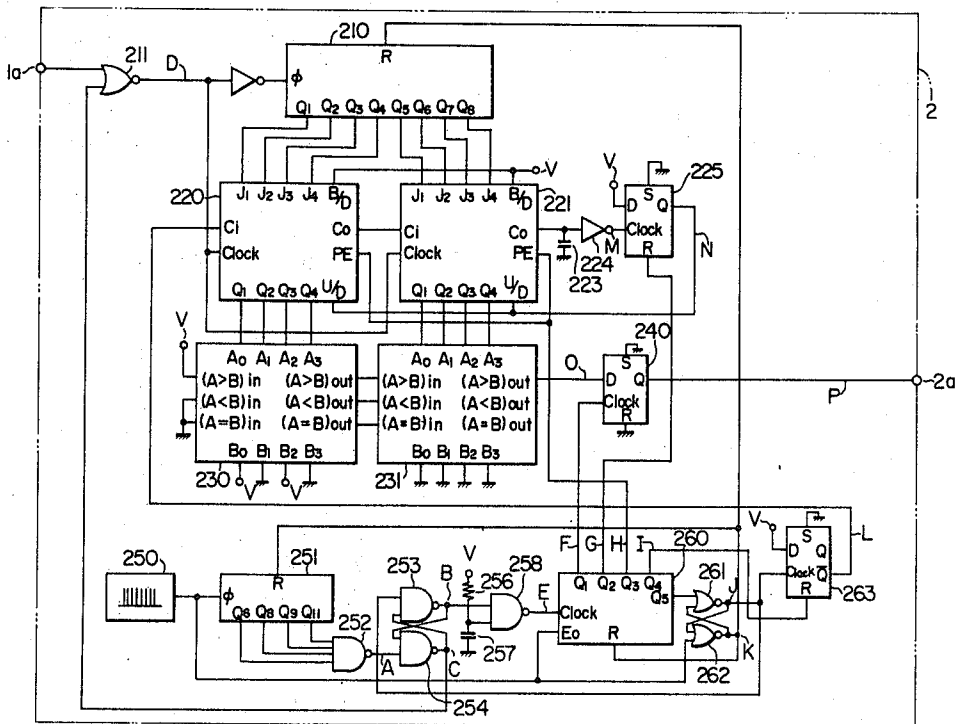 210
2
1a
211
D
ϕ
R
Q1 Q2 Q3 Q4 Q5 Q6 Q7 Q8
V
220
J1 J2 J3 J4 B/D
J1 J2 J3 J4 B/D
221
V
225
S
D Q
Clock
R
Ci Co
Clock PE
Ci Co
Clock PE
224
M
223
N
Q1 Q2 Q3 Q4 U/D
Q1 Q2 Q3 Q4 U/D
V
240
A0 A1 A2 A3
(A>B)in (A>B)out
(A<B)in (A<B)out
(A=B)in (A=B)out
B0 B1 B2 B3
A0 A1 A2 A3
(A>B)in (A>B)out
(A<B)in (A<B)out
(A=B)in (A=B)out
B0 B1 B2 B3
O
S
D Q
Clock
R
P
2a
230
V
V
231
F
G
H
I
260
L
V
S
D Q
Clock Q̅
R
263
250
251
R
ϕ
Q6 Q8 Q9 Q11
252
A
253
B
V
256
258
E
257
C
254
Q1 Q2 Q3 Q4
Q5
Clock
Eo R
261
J
K
262